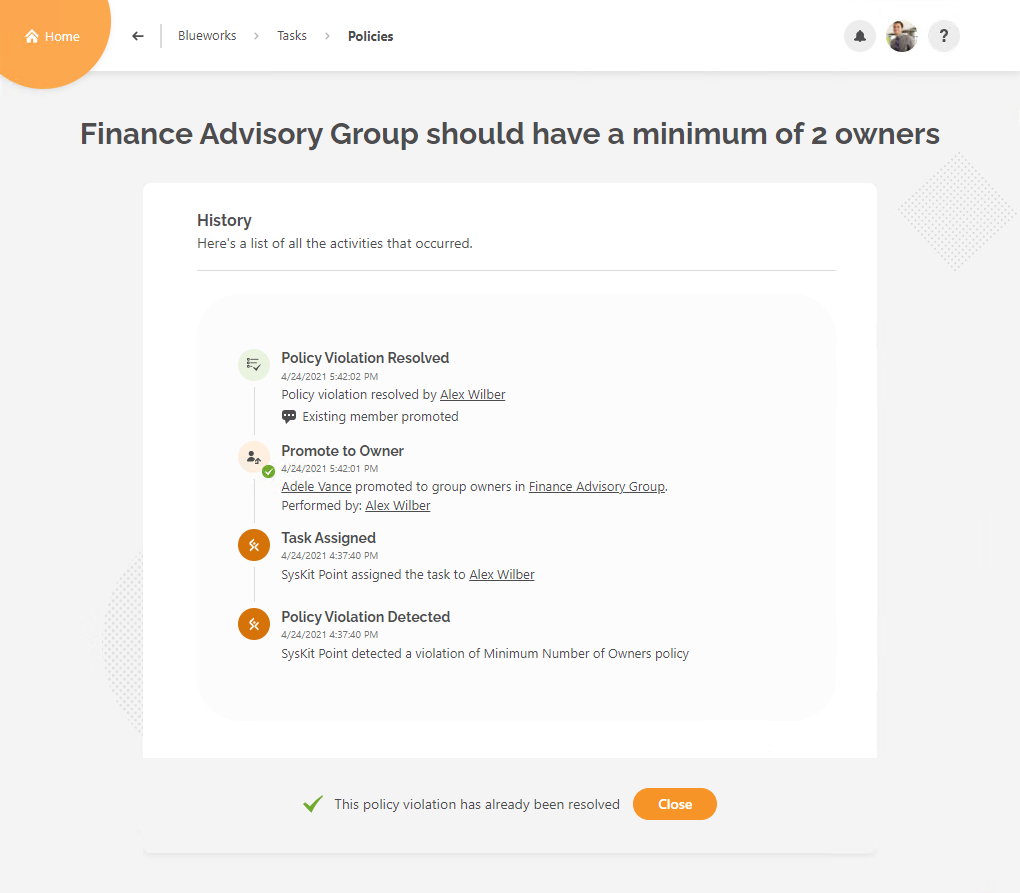 Home
Blueworks > Tasks > Policies
?
Finance Advisory Group should have a minimum of 2 owners
History
Here's a list of all the activities that occurred.
Policy Violation Resolved
4/24/2021 5:42:02 PM
Policy violation resolved by Alex Wilber
Existing member promoted
Promote to Owner
4/24/2021 5:42:01 PM
Adele Vance promoted to group owners in Finance Advisory Group.
Performed by: Alex Wilber
Task Assigned
4/24/2021 4:37:40 PM
SysKit Point assigned the task to Alex Wilber
Policy Violation Detected
4/24/2021 4:37:40 PM
SysKit Point detected a violation of Minimum Number of Owners policy
This policy violation has already been resolved
Close